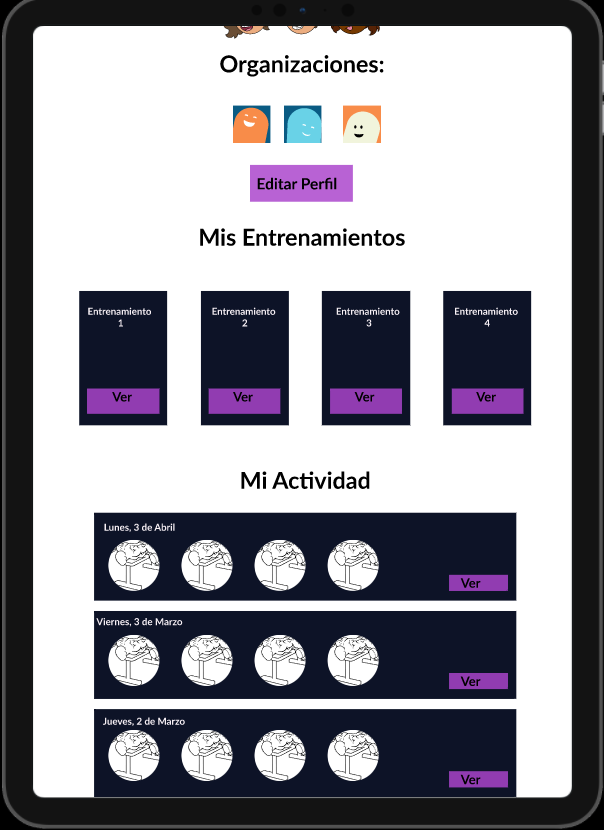 Organizaciones:
Editar Perfil
Mis Entrenamientos
Entrenamiento
1
Entrenamiento
2
Entrenamiento
3
Entrenamiento
4
Ver
Ver
Ver
Ver
Mi Actividad
Lunes, 3 de Abril
Ver
Viernes, 3 de Marzo
Ver
Jueves, 2 de Marzo
Ver